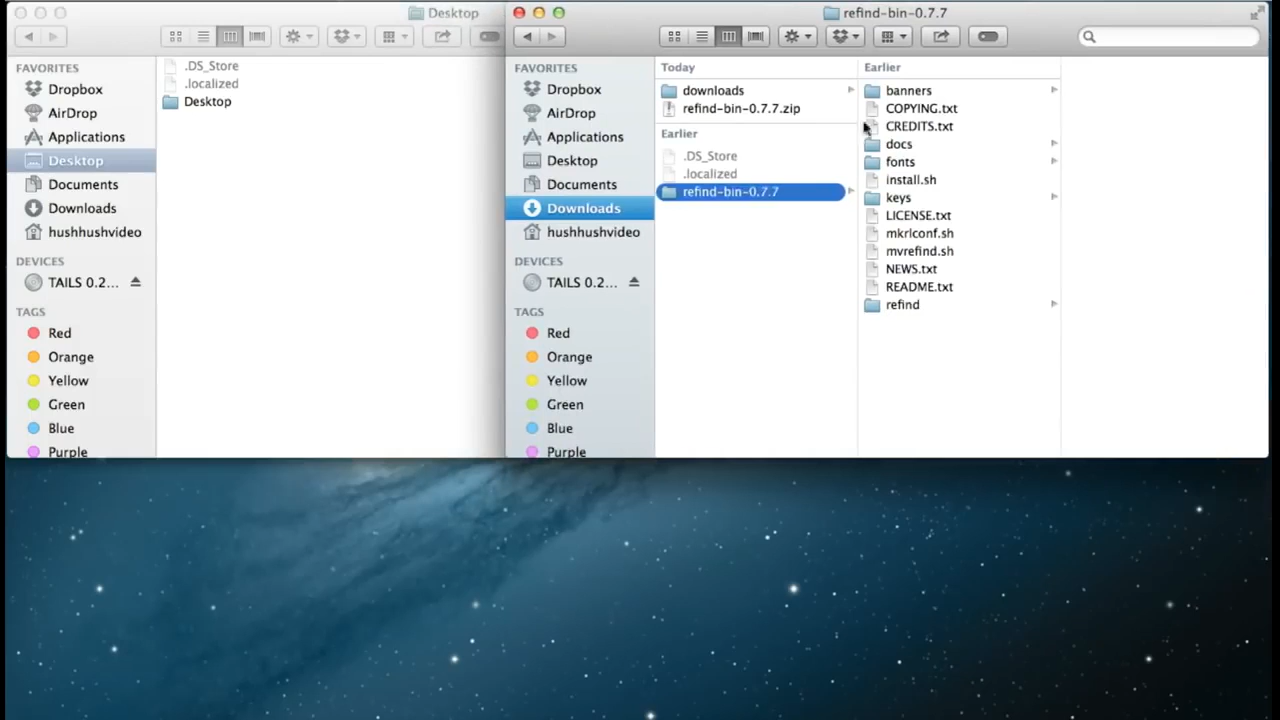 Desktop
FAVORITES
Dropbox
AirDrop
Applications
Desktop
Documents
Downloads
hushhushvideo
DEVICES
TAILS 0.2...
TAGS
Red
Orange
Yellow
Green
Blue
Purple
.DS_Store
.localized
Desktop
refind-bin-0.7.7
FAVORITES
Dropbox
AirDrop
Applications
Desktop
Documents
Downloads
hushhushvideo
DEVICES
TAILS 0.2...
TAGS
Red
Orange
Yellow
Green
Blue
Purple
Today
downloads
refind-bin-0.7.7.zip
Earlier
.DS_Store
.localized
refind-bin-0.7.7
Earlier
banners
COPYING.txt
CREDITS.txt
docs
fonts
install.sh
keys
LICENSE.txt
mkrlconf.sh
mvrefind.sh
NEWS.txt
README.txt
refind